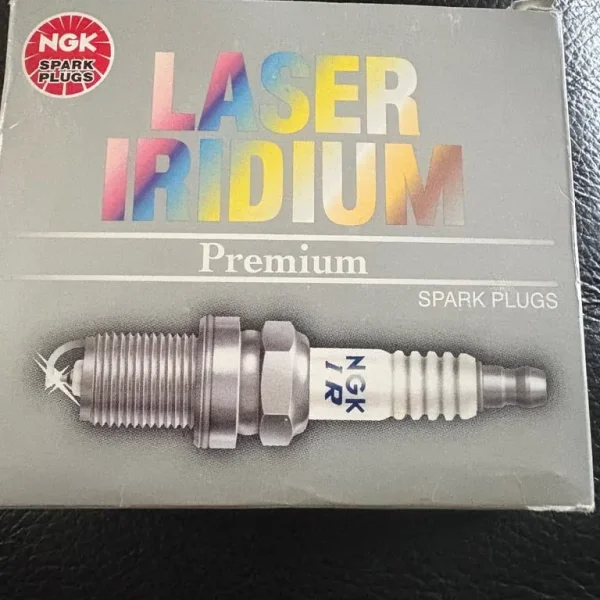 NGK
SPARK
PLUGS
LASER
IRIDIUM
Premium
SPARK PLUGS
NGK
IR